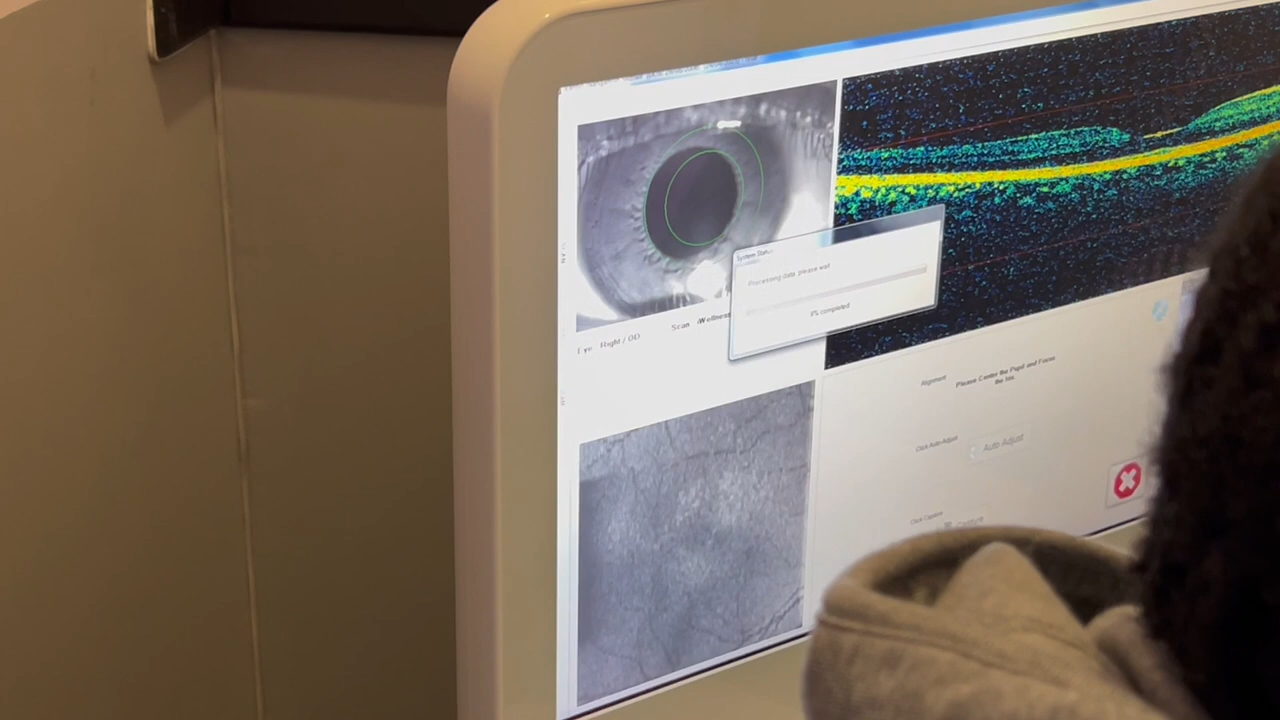 System Status
Processing data, please wait
0% completed
Scan iWellness
Eye Right / OD
Alignment
Please Center the Pupil and Focus
the Iris.
Click Auto-Adjust
Auto Adjust
Click Capture
Capture